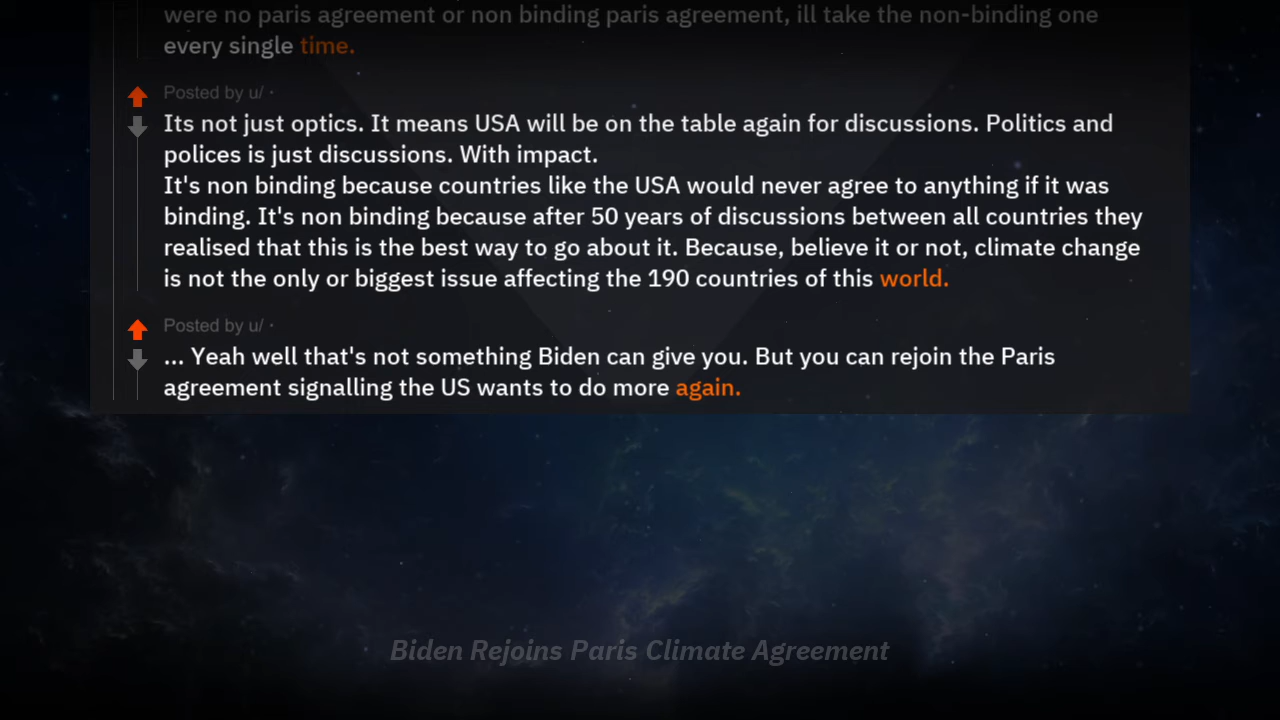 were no paris agreement or non binding paris agreement, ill take the non-binding one
every single time.
Posted by u/ ·
Its not just optics. It means USA will be on the table again for discussions. Politics and
polices is just discussions. With impact.
It's non binding because countries like the USA would never agree to anything if it was
binding. It's non binding because after 50 years of discussions between all countries they
realised that this is the best way to go about it. Because, believe it or not, climate change
is not the only or biggest issue affecting the 190 countries of this world.
Posted by u/ ·
... Yeah well that's not something Biden can give you. But you can rejoin the Paris
agreement signalling the US wants to do more again.
Biden Rejoins Paris Climate Agreement